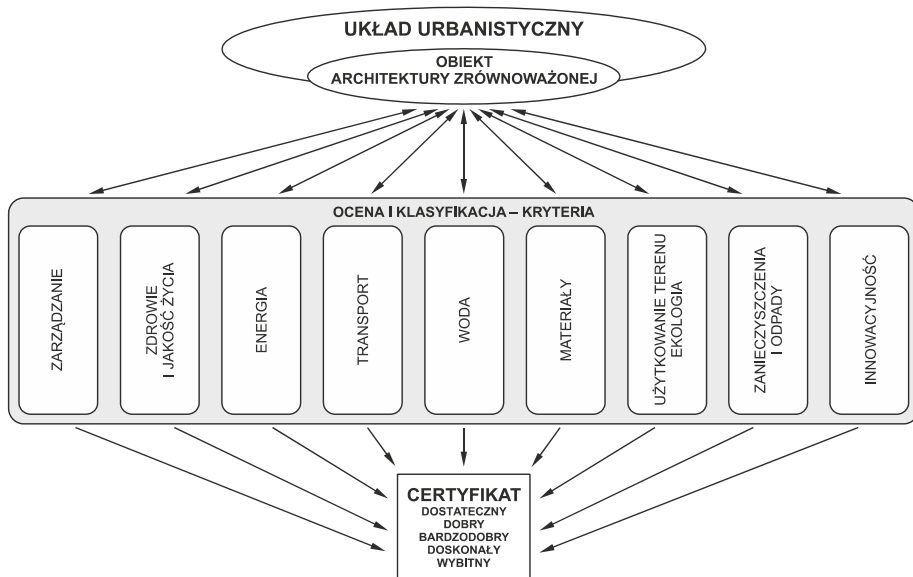 UKŁAD URBANISTYCZNY
OBIEKT
ARCHITEKTURY ZRÓWNOWAŻONEJ
OCENA I KLASYFIKACJA – KRYTERIA
ZARZĄDZANIE
ZDROWIE
I JAKOŚĆ ŻYCIA
ENERGIA
TRANSPORT
WODA
MATERIAŁY
UŻYTKOWANIE TERENU
EKOLOGIA
ZANIECZYSZCZENIA
I ODPADY
INNOWACYJNOŚĆ
CERTYFIKAT
DOSTATECZNY
DOBRY
BARDZODOBRY
DOSKONAŁY
WYBITNY